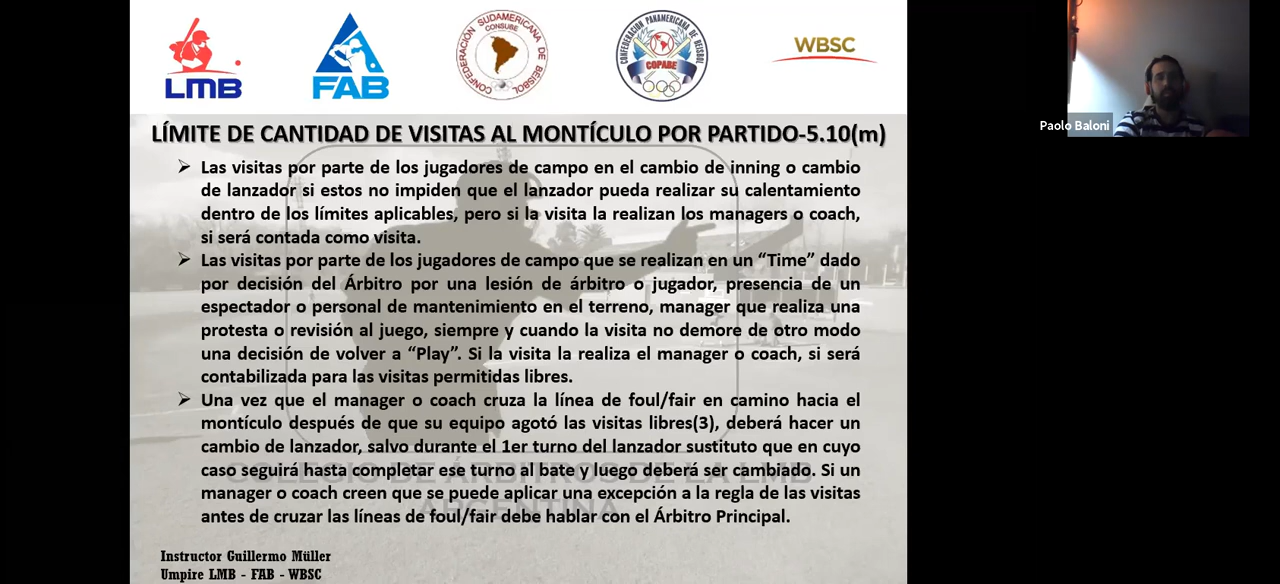 LMB
FAB
CONFEDERACIÓN SUDAMERICANA DE BEISBOL
CONSUBE
CONFEDERACION PANAMERICANA DE BEISBOL
COPABE
WBSC
Paolo Baloni
LÍMITE DE CANTIDAD DE VISITAS AL MONTÍCULO POR PARTIDO-5.10(m)
➢ Las visitas por parte de los jugadores de campo en el cambio de inning o cambio
de lanzador si estos no impiden que el lanzador pueda realizar su calentamiento
dentro de los límites aplicables, pero si la visita la realizan los managers o coach,
si será contada como visita.
➢ Las visitas por parte de los jugadores de campo que se realizan en un “Time” dado
por decisión del Árbitro por una lesión de árbitro o jugador, presencia de un
espectador o personal de mantenimiento en el terreno, manager que realiza una
protesta o revisión al juego, siempre y cuando la visita no demore de otro modo
una decisión de volver a “Play”. Si la visita la realiza el manager o coach, si será
contabilizada para las visitas permitidas libres.
➢ Una vez que el manager o coach cruza la línea de foul/fair en camino hacia el
montículo después de que su equipo agotó las visitas libres(3), deberá hacer un
cambio de lanzador, salvo durante el 1er turno del lanzador sustituto que en cuyo
caso seguirá hasta completar ese turno al bate y luego deberá ser cambiado. Si un
manager o coach creen que se puede aplicar una excepción a la regla de las visitas
antes de cruzar las líneas de foul/fair debe hablar con el Árbitro Principal.
COLEGIO DE ÁRBITROS DE LA LMB
ARGENTINA
Instructor Guillermo Müller
Umpire LMB - FAB - WBSC